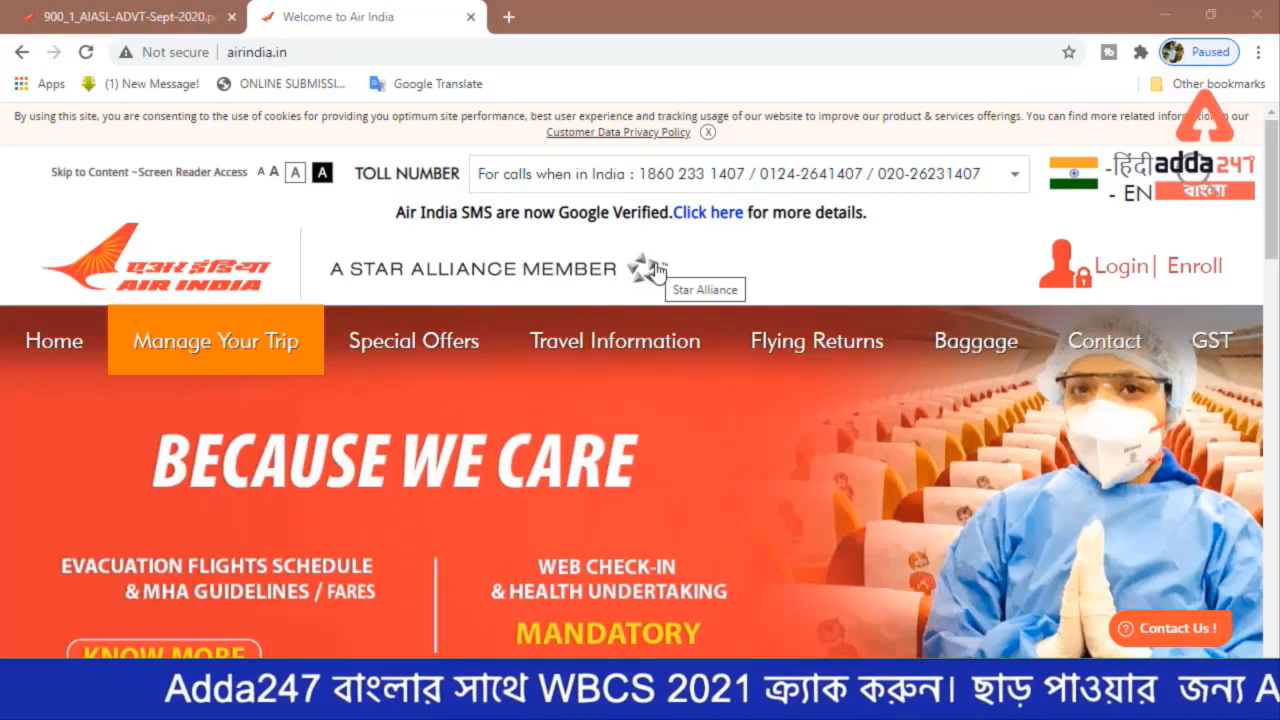 900_1_AIASL-ADVT-Sept-2020.p
Welcome to Air India
Not secure airindia.in
Paused
Apps (1) New Message! ONLINE SUBMISSI... Google Translate Other bookmarks
By using this site, you are consenting to the use of cookies for providing you optimum site performance, best user experience and tracking usage of our website to improve our product & services offerings. You can find more related information on our
Customer Data Privacy Policy X
Skip to Content ~Screen Reader Access A A A A TOLL NUMBER For calls when in India : 1860 233 1407 / 0124-2641407 / 020-26231407
-हिंदी
- EN
adda247
বাংলা
Air India SMS are now Google Verified.Click here for more details.
एअर इंडिया
AIR INDIA
A STAR ALLIANCE MEMBER
Star Alliance
Login| Enroll
Home Manage Your Trip Special Offers Travel Information Flying Returns Baggage Contact GST
BECAUSE WE CARE
EVACUATION FLIGHTS SCHEDULE
& MHA GUIDELINES / FARES
KNOW MORE
WEB CHECK-IN
& HEALTH UNDERTAKING
MANDATORY
Contact Us !
Adda247 বাংলার সাথে WBCS 2021 ক্র্যাক করুন। ছাড় পাওয়ার জন্য A